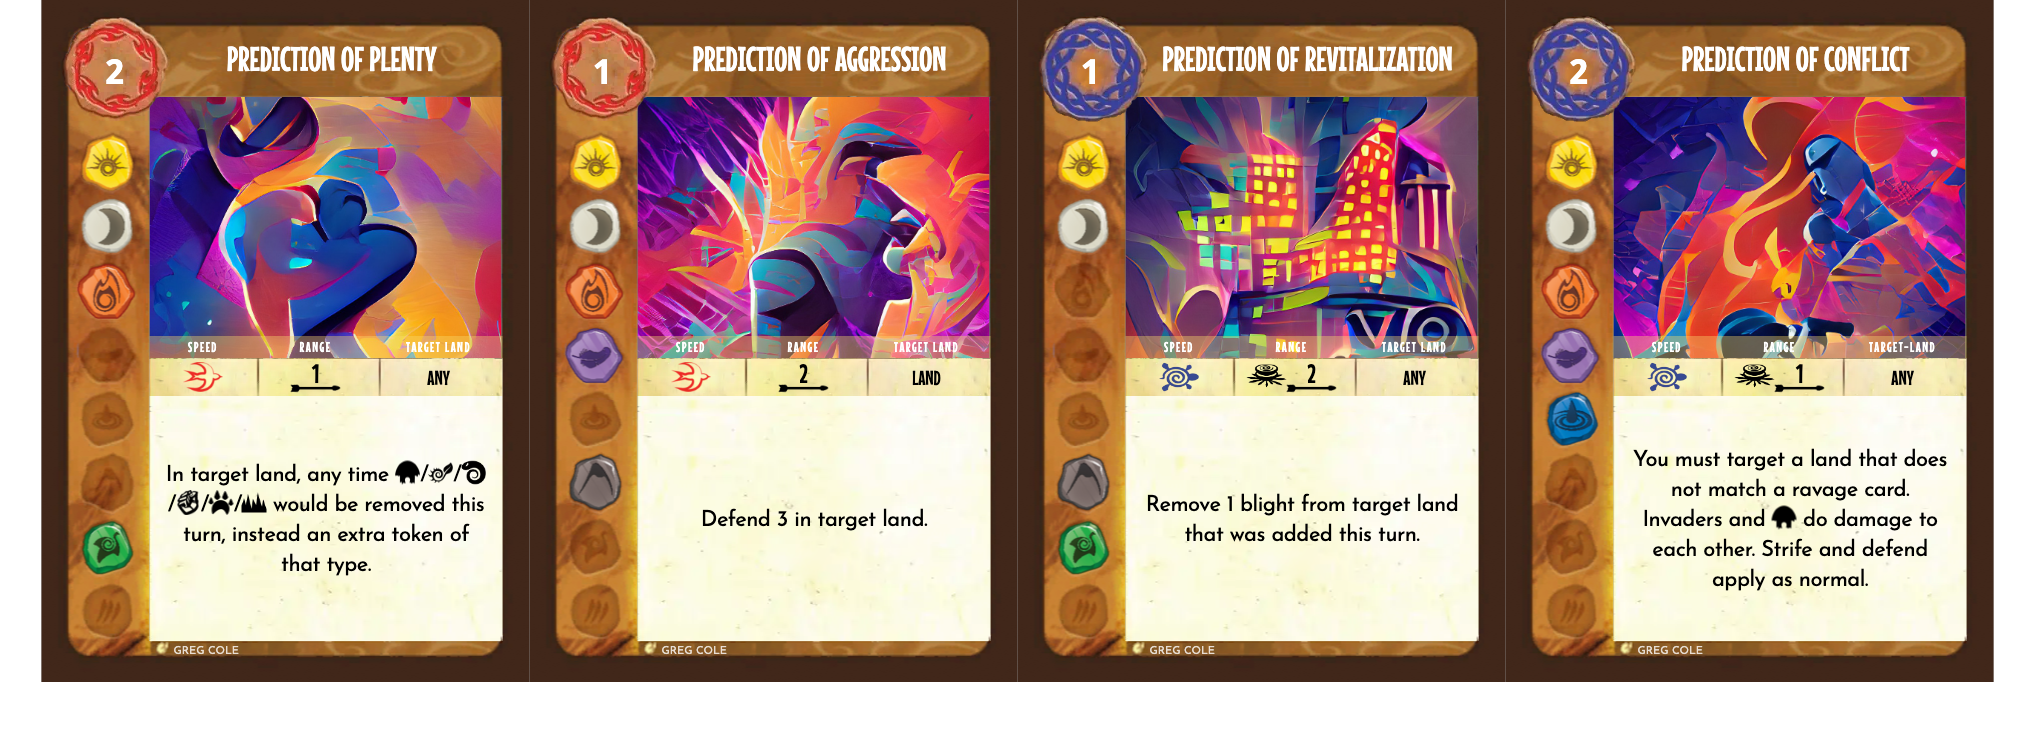 2
PREDICTION OF PLENTY
SPEED RANGE TARGET LAND
1 ANY
In target land, any time / /
/ / / would be removed this
turn, instead an extra token of
that type.
GREG COLE
1
PREDICTION OF AGGRESSION
SPEED RANGE TARGET LAND
2 LAND
Defend 3 in target land.
GREG COLE
1
PREDICTION OF REVITALIZATION
SPEED RANGE TARGET LAND
2 ANY
Remove 1 blight from target land
that was added this turn.
GREG COLE
2
PREDICTION OF CONFLICT
SPEED RANGE TARGET-LAND
1 ANY
You must target a land that does
not match a ravage card.
Invaders and do damage to
each other. Strife and defend
apply as normal.
GREG COLE